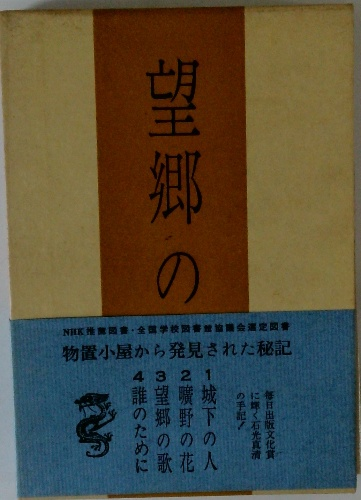 望郷の
NHK推薦図書・全国学校図書館協議会選定図書
物置小屋から発見された秘記
毎日出版文化賞
に輝く石光真清
の手記!
1 城下の人
2 曠野の花
3 望郷の歌
4 誰のために